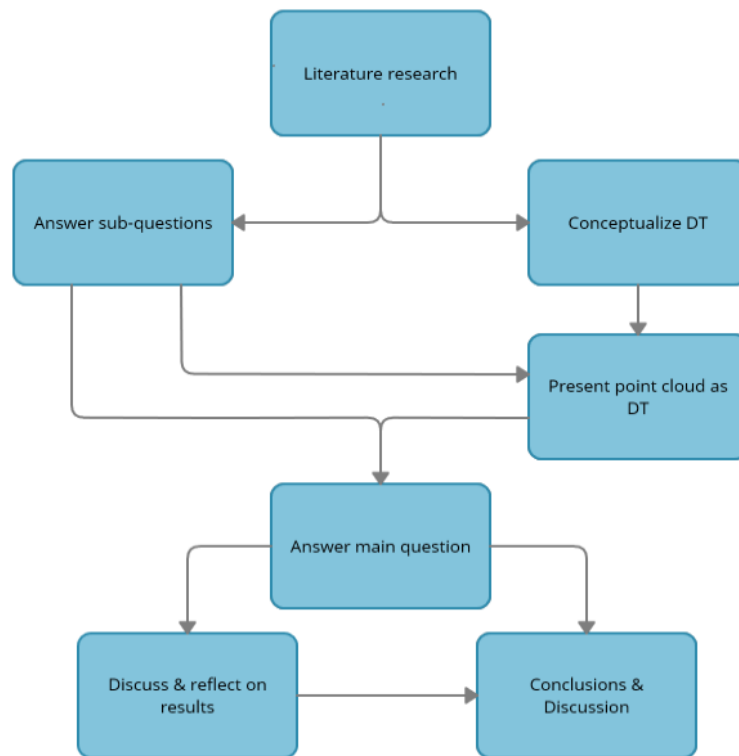 Literature research
Answer sub-questions
Conceptualize DT
Present point cloud as
DT
Answer main question
Discuss & reflect on
results
Conclusions &
Discussion